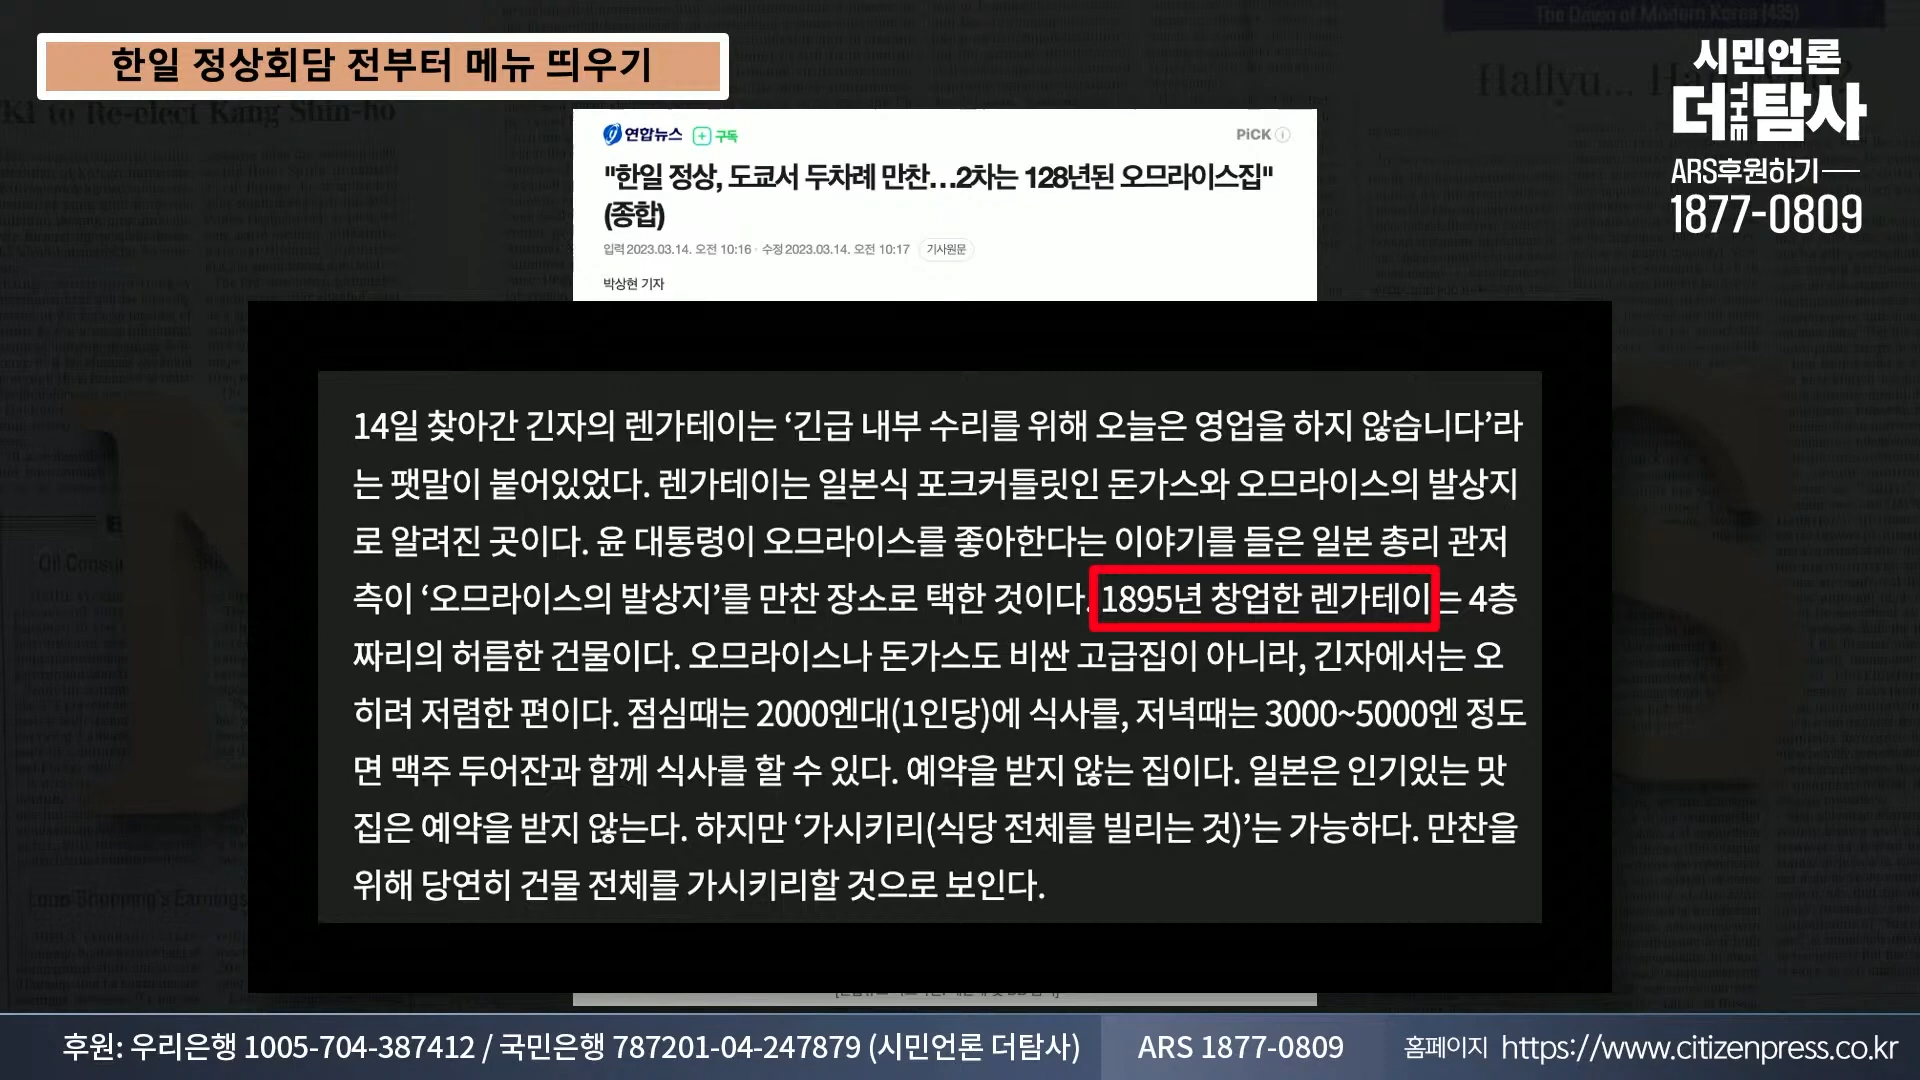 The Dawn of Modern Korea (435)
한일 정상회담 전부터 메뉴 띄우기
시민언론
더탐사
THE
ARS후원하기
1877-0809
Ki to Re-elect Kang Shin-ho
Hallyu...
연합뉴스 구독 PiCK
"한일 정상, 도쿄서 두차례 만찬…2차는 128년된 오므라이스집"
(종합)
입력 2023.03.14. 오전 10:16 · 수정 2023.03.14. 오전 10:17 기사원문
박상현 기자
14일 찾아간 긴자의 렌가테이는 ‘긴급 내부 수리를 위해 오늘은 영업을 하지 않습니다’라
는 팻말이 붙어있었다. 렌가테이는 일본식 포크커틀릿인 돈가스와 오므라이스의 발상지
로 알려진 곳이다. 윤 대통령이 오므라이스를 좋아한다는 이야기를 들은 일본 총리 관저
측이 ‘오므라이스의 발상지’를 만찬 장소로 택한 것이다. 1895년 창업한 렌가테이는 4층
짜리의 허름한 건물이다. 오므라이스나 돈가스도 비싼 고급집이 아니라, 긴자에서는 오
히려 저렴한 편이다. 점심때는 2000엔대(1인당)에 식사를, 저녁때는 3000~5000엔 정도
면 맥주 두어잔과 함께 식사를 할 수 있다. 예약을 받지 않는 집이다. 일본은 인기있는 맛
집은 예약을 받지 않는다. 하지만 ‘가시키리(식당 전체를 빌리는 것)’는 가능하다. 만찬을
위해 당연히 건물 전체를 가시키리할 것으로 보인다.
후원: 우리은행 1005-704-387412 / 국민은행 787201-04-247879 (시민언론 더탐사) ARS 1877-0809 홈페이지 https://www.citizenpress.co.kr